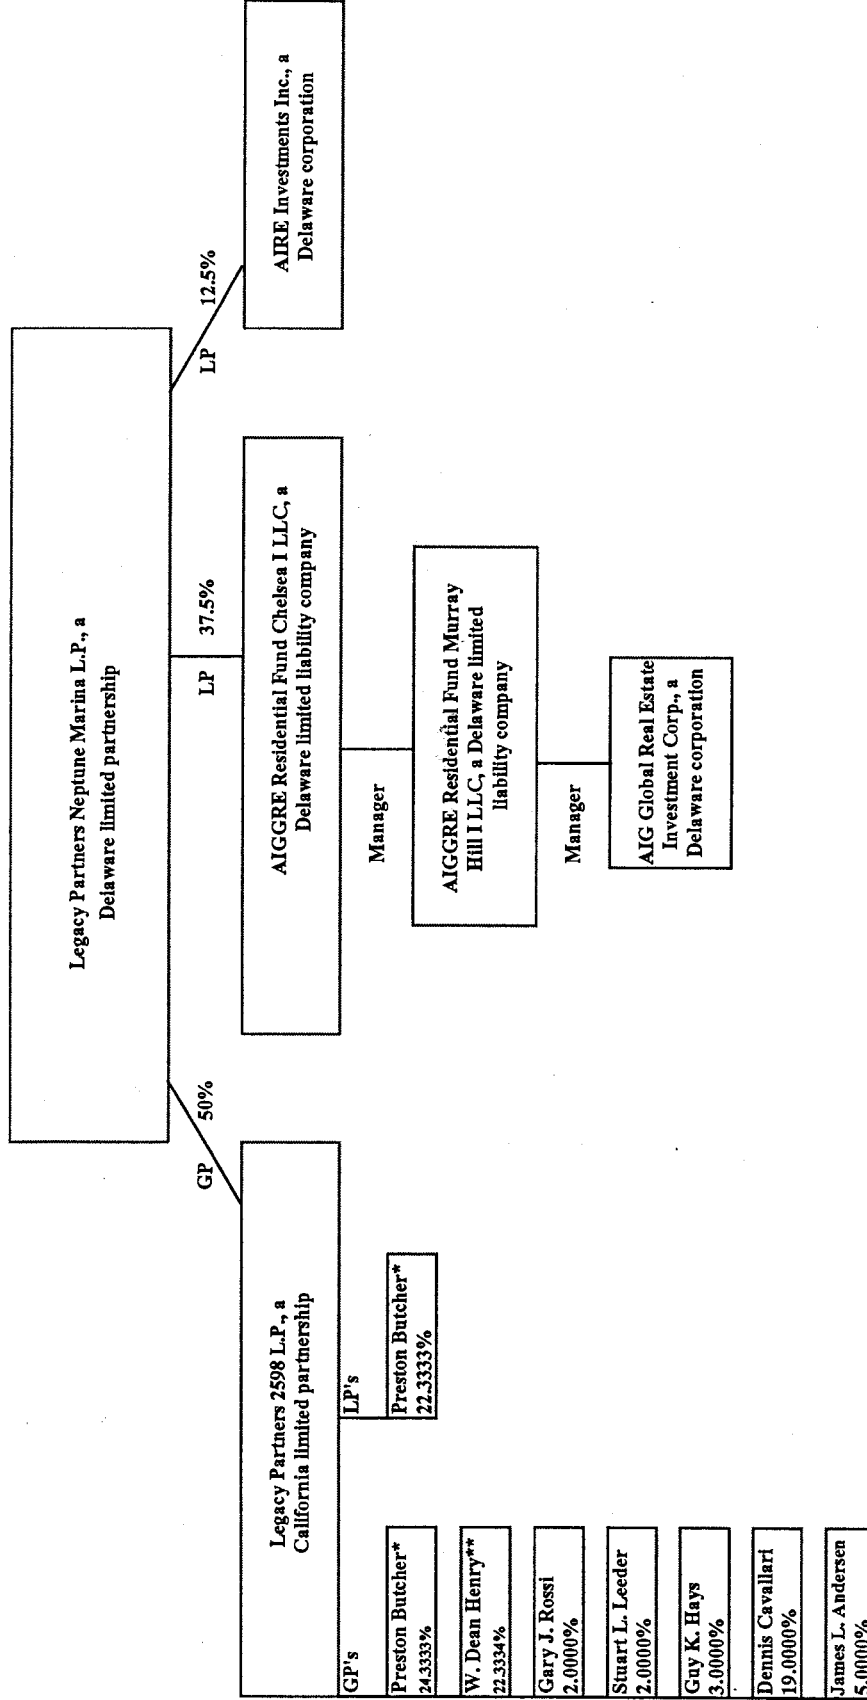 Legacy Partners Neptune Marina L.P., a
Delaware limited partnership
GP 50%
LP 37.5%
LP 12.5%
Legacy Partners 2598 L.P., a
California limited partnership
AIGGRE Residential Fund Chelsea I LLC, a
Delaware limited liability company
AIRE Investments Inc., a
Delaware corporation
GP's
LP's
Preston Butcher*
24.3333%
Preston Butcher*
22.3333%
W. Dean Henry**
22.3334%
Gary J. Rossi
2.0000%
Stuart L. Leeder
2.0000%
Guy K. Hays
3.0000%
Dennis Cavallari
19.0000%
James L. Andersen
5.0000%
Manager
AIGGRE Residential Fund Murray
Hill I LLC, a Delaware limited
liability company
Manager
AIG Global Real Estate
Investment Corp., a
Delaware corporation